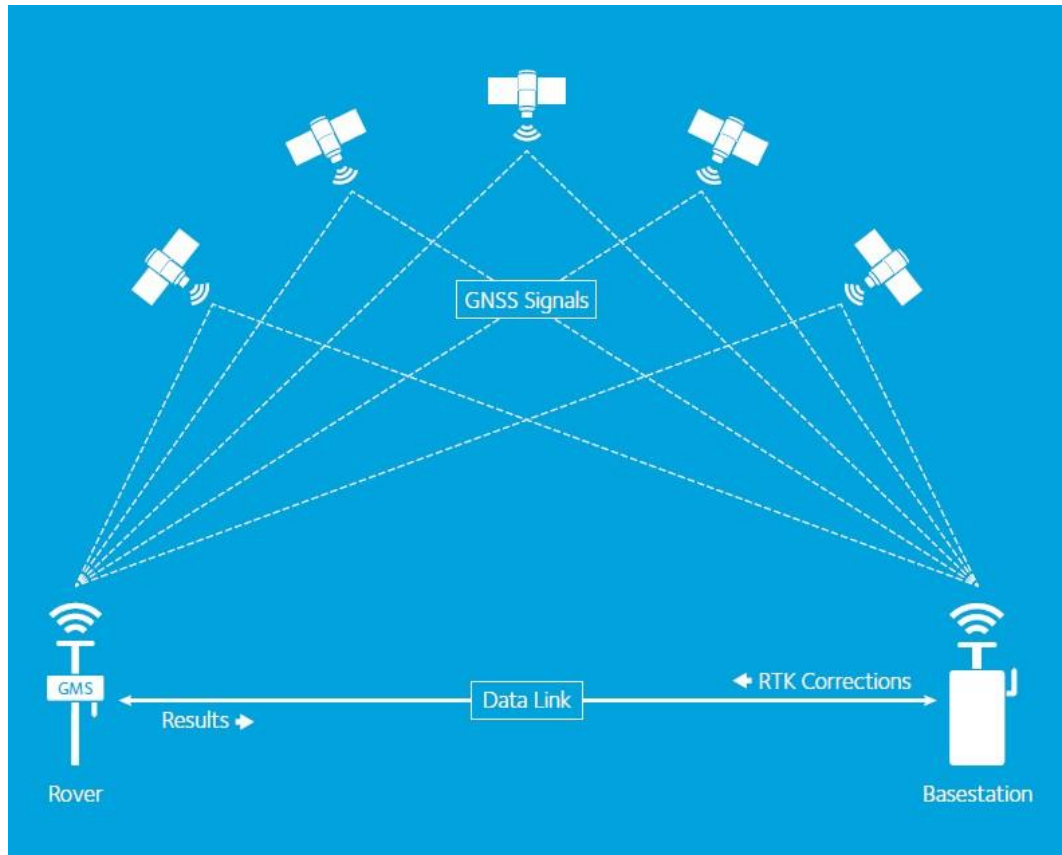 GNSS Signals
GMS
RTK Corrections
Data Link
Results
Rover
Basestation